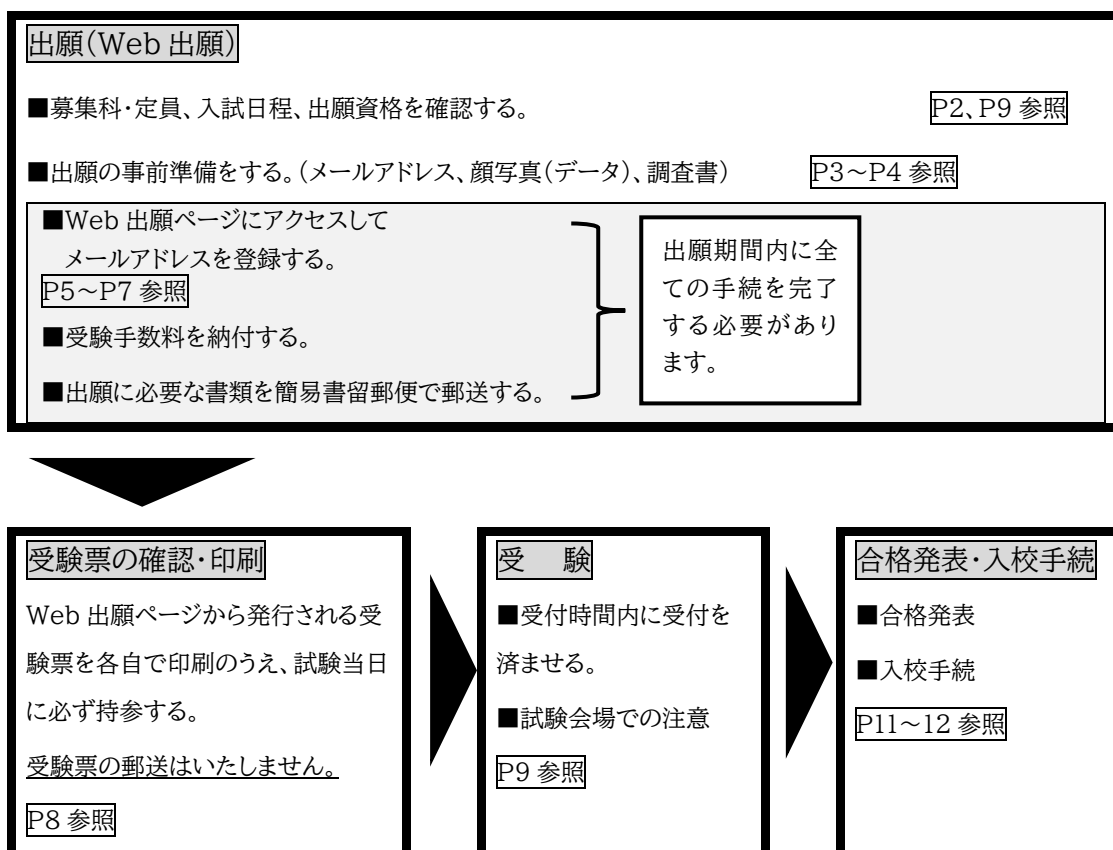 出願(Web 出願)
■募集科・定員、入試日程、出願資格を確認する。 P2、P9 参照
■出願の事前準備をする。(メールアドレス、顔写真(データ)、調査書) P3~P4 参照
■Web 出願ページにアクセスして
メールアドレスを登録する。
P5~P7 参照
■受験手数料を納付する。
■出願に必要な書類を簡易書留郵便で郵送する。
出願期間内に全
ての手続を完了
する必要があり
ます。
受験票の確認・印刷
Web 出願ページから発行される受
験票を各自で印刷のうえ、試験当日
に必ず持参する。
受験票の郵送はいたしません。
P8 参照
受 験
■受付時間内に受付を
済ませる。
■試験会場での注意
P9 参照
合格発表・入校手続
■合格発表
■入校手続
P11~12 参照